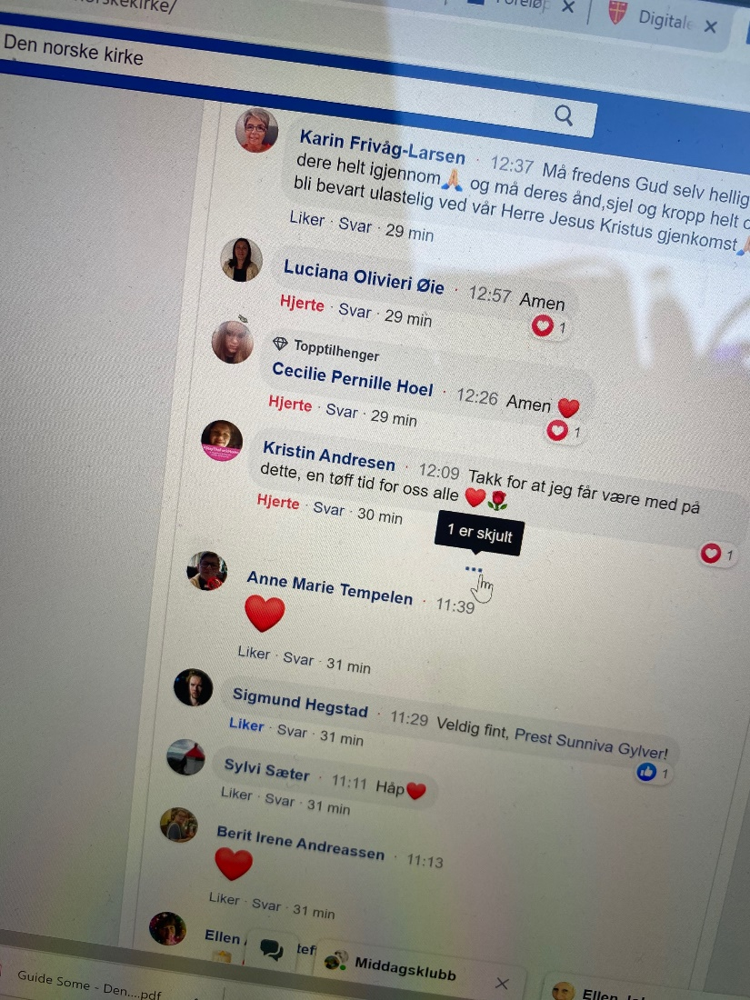 rskekirke/
Digitale
Den norske kirke
Karin Frivåg-Larsen · 12:37 Må fredens Gud selv hellig
dere helt igjennom🙏 og må deres ånd,sjel og kropp helt
bli bevart ulastelig ved vår Herre Jesus Kristus gjenkomst🙏
Liker · Svar · 29 min
Luciana Olivieri Øie · 12:57 Amen
Hjerte · Svar · 29 min
1
Topptilhenger
Cecilie Pernille Hoel · 12:26 Amen ❤️
Hjerte · Svar · 29 min
1
Kristin Andresen · 12:09 Takk for at jeg får være med på
dette, en tøff tid for oss alle ❤️🌹
Hjerte · Svar · 30 min
1
1 er skjult
...
Anne Marie Tempelen · 11:39
❤️
Liker · Svar · 31 min
Sigmund Hegstad · 11:29 Veldig fint, Prest Sunniva Gylver!
Liker · Svar · 31 min
1
Sylvi Sæter · 11:11 Håp❤️
Liker · Svar · 31 min
Berit Irene Andreassen · 11:13
❤️
Liker · Svar · 31 min
Ellen
Middagsklubb
Guide Some - Den....pdf
Ellen